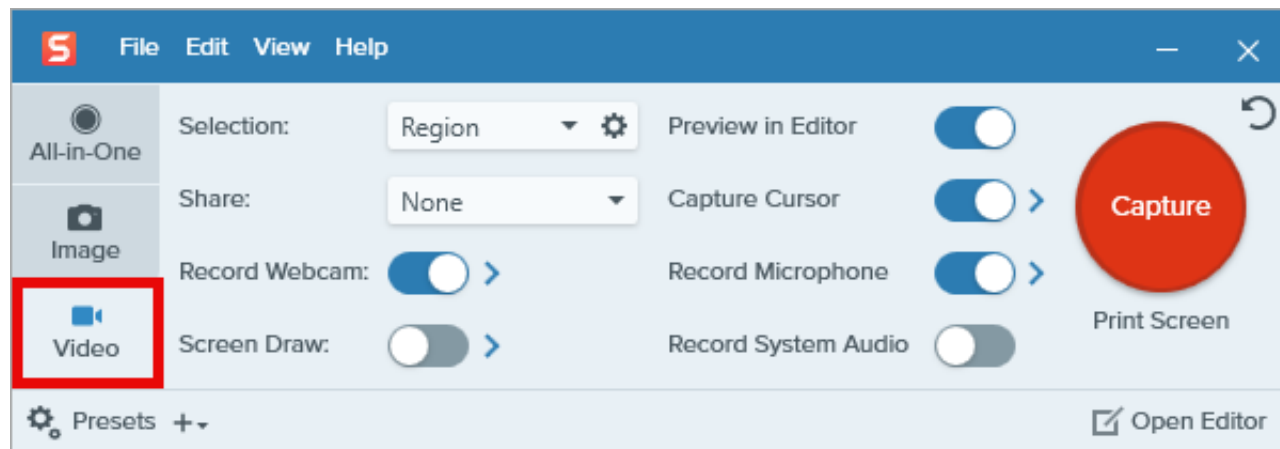 S File Edit View Help
All-in-One
Image
Video
Selection: Region
Share: None
Record Webcam:
Screen Draw:
Preview in Editor
Capture Cursor
Record Microphone
Record System Audio
Capture
Print Screen
Presets
Open Editor